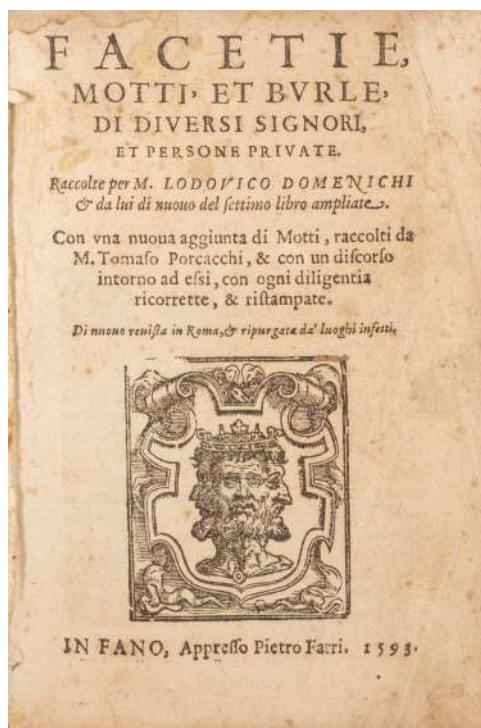 FACETIE,
MOTTI, ET BVRLE,
DI DIVERSI SIGNORI,
ET PERSONE PRIVATE.
Raccolte per M. LODOVICO DOMENICHI
& da lui di nuouo del ſettimo libro ampliate.
Con vna nuoua aggiunta di Motti, raccolti da
M. Tomaſo Porcacchi, & con un diſcorſo
intorno ad eſsi, con ogni diligentia
ricorrette, & riſtampate.
Di nuouo reuiſta in Roma, & ripurgata da' luoghi infetti.
IN FANO, Appreſſo Pietro Farri. 1593.